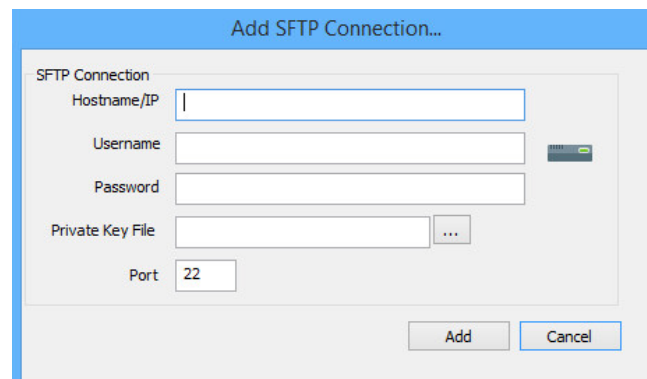 Add SFTP Connection...
SFTP Connection
Hostname/IP
Username
Password
Private Key File
...
Port 22
Add Cancel